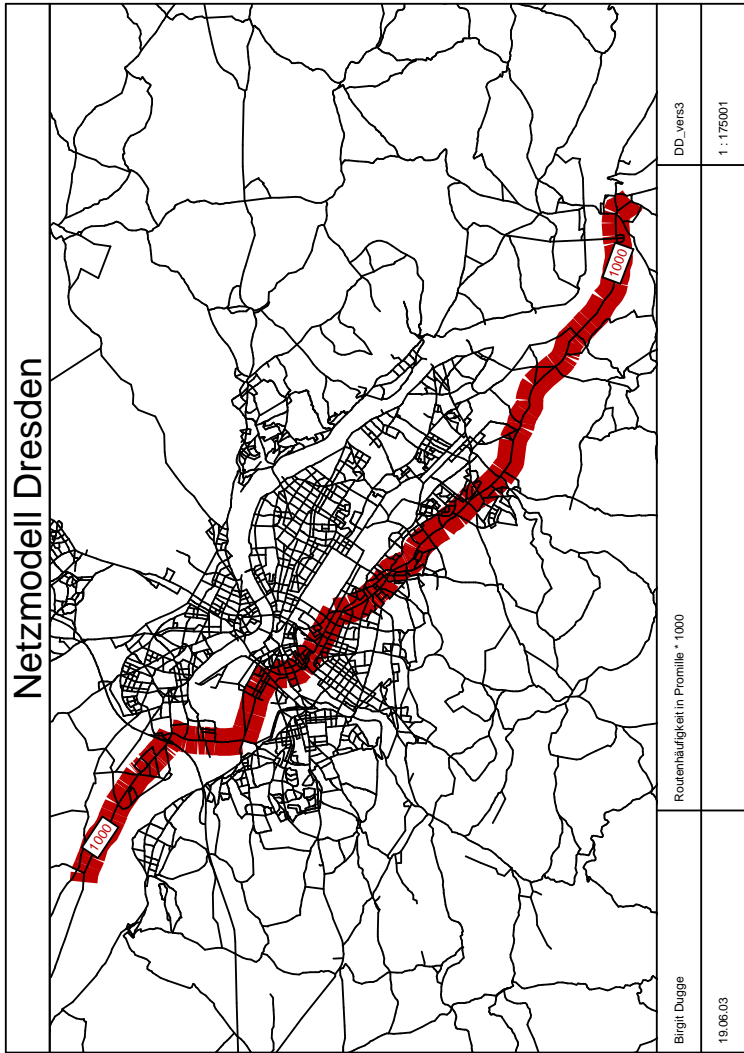 Netzmodell Dresden
1000
1000
Birgit Dugge
Routenhäufigkeit in Promille * 1000
DD_vers3
19.06.03
1 : 175001